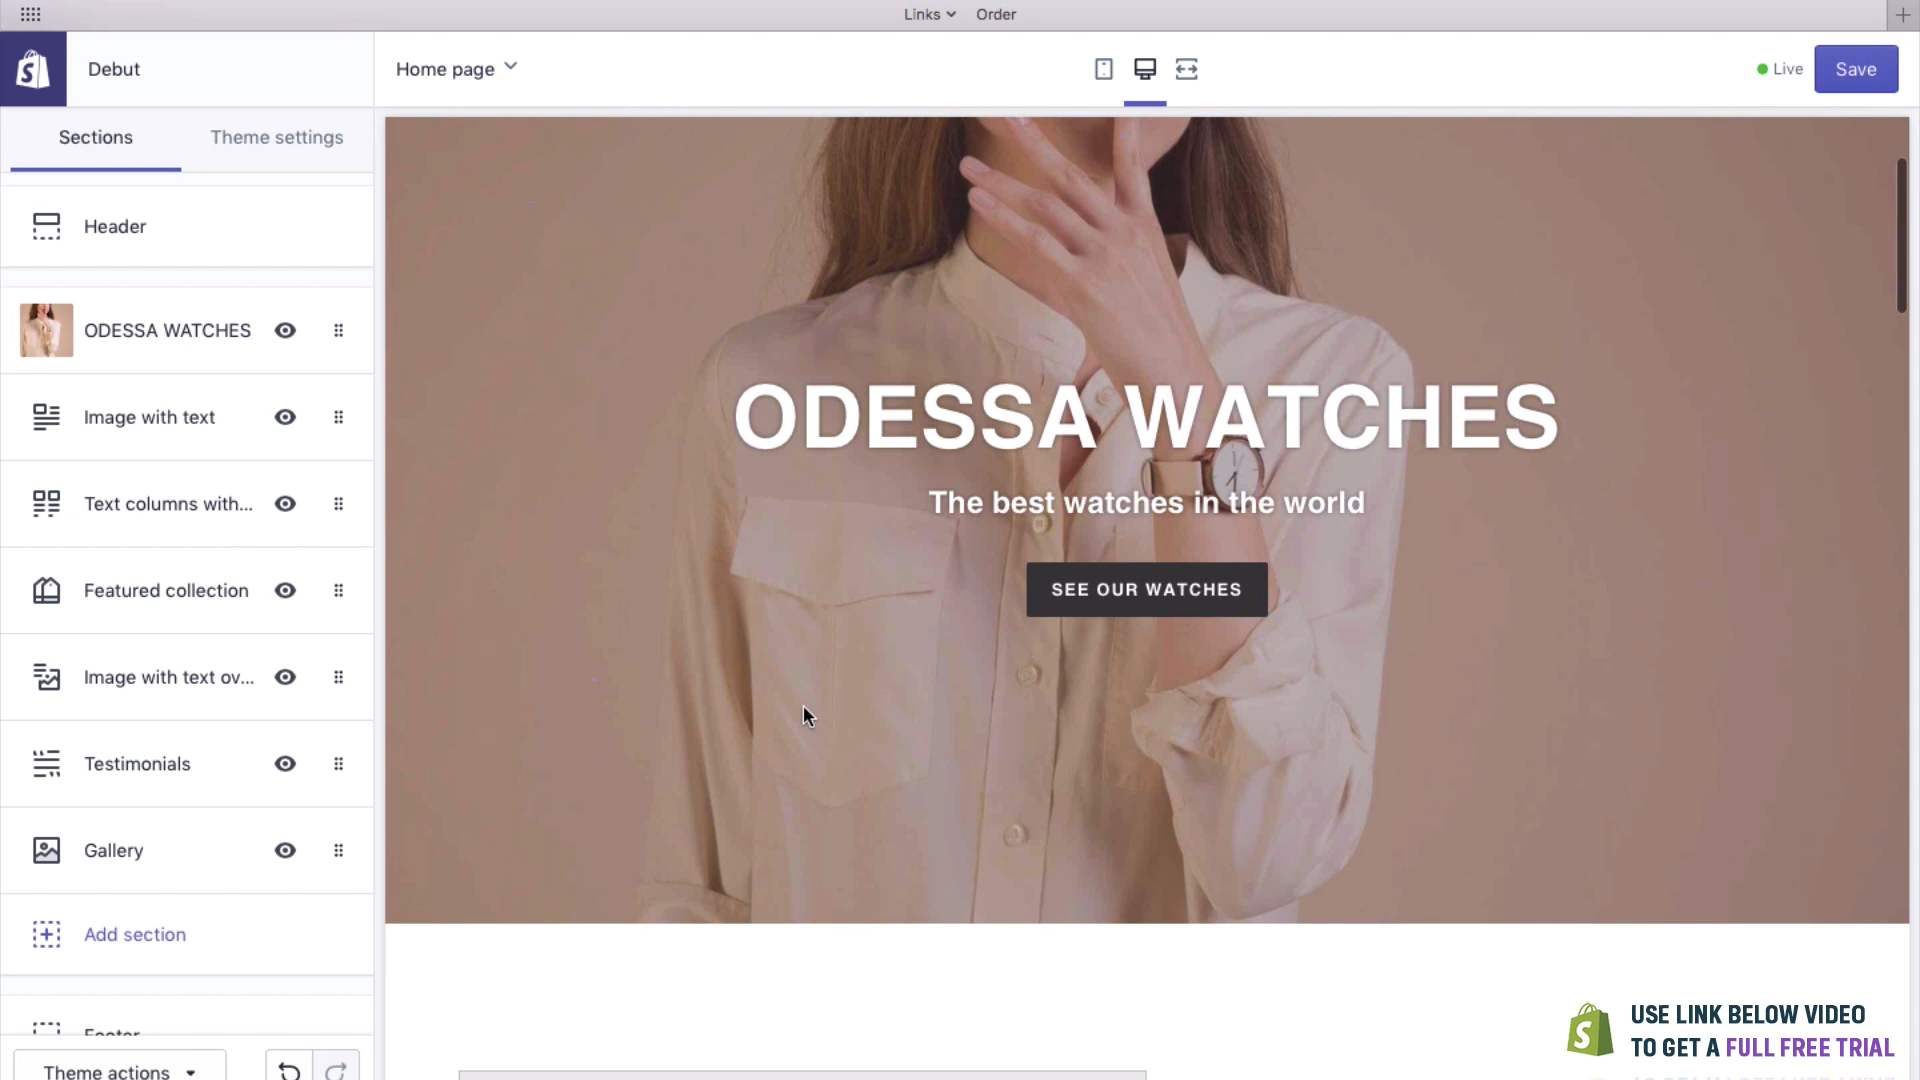 Links Order
Debut
Home page
Live
Save
Sections
Theme settings
Header
ODESSA WATCHES
Image with text
Text columns with...
Featured collection
Image with text ov...
Testimonials
Gallery
Add section
Footer
Theme actions
ODESSA WATCHES
The best watches in the world
SEE OUR WATCHES
USE LINK BELOW VIDEO
TO GET A FULL FREE TRIAL